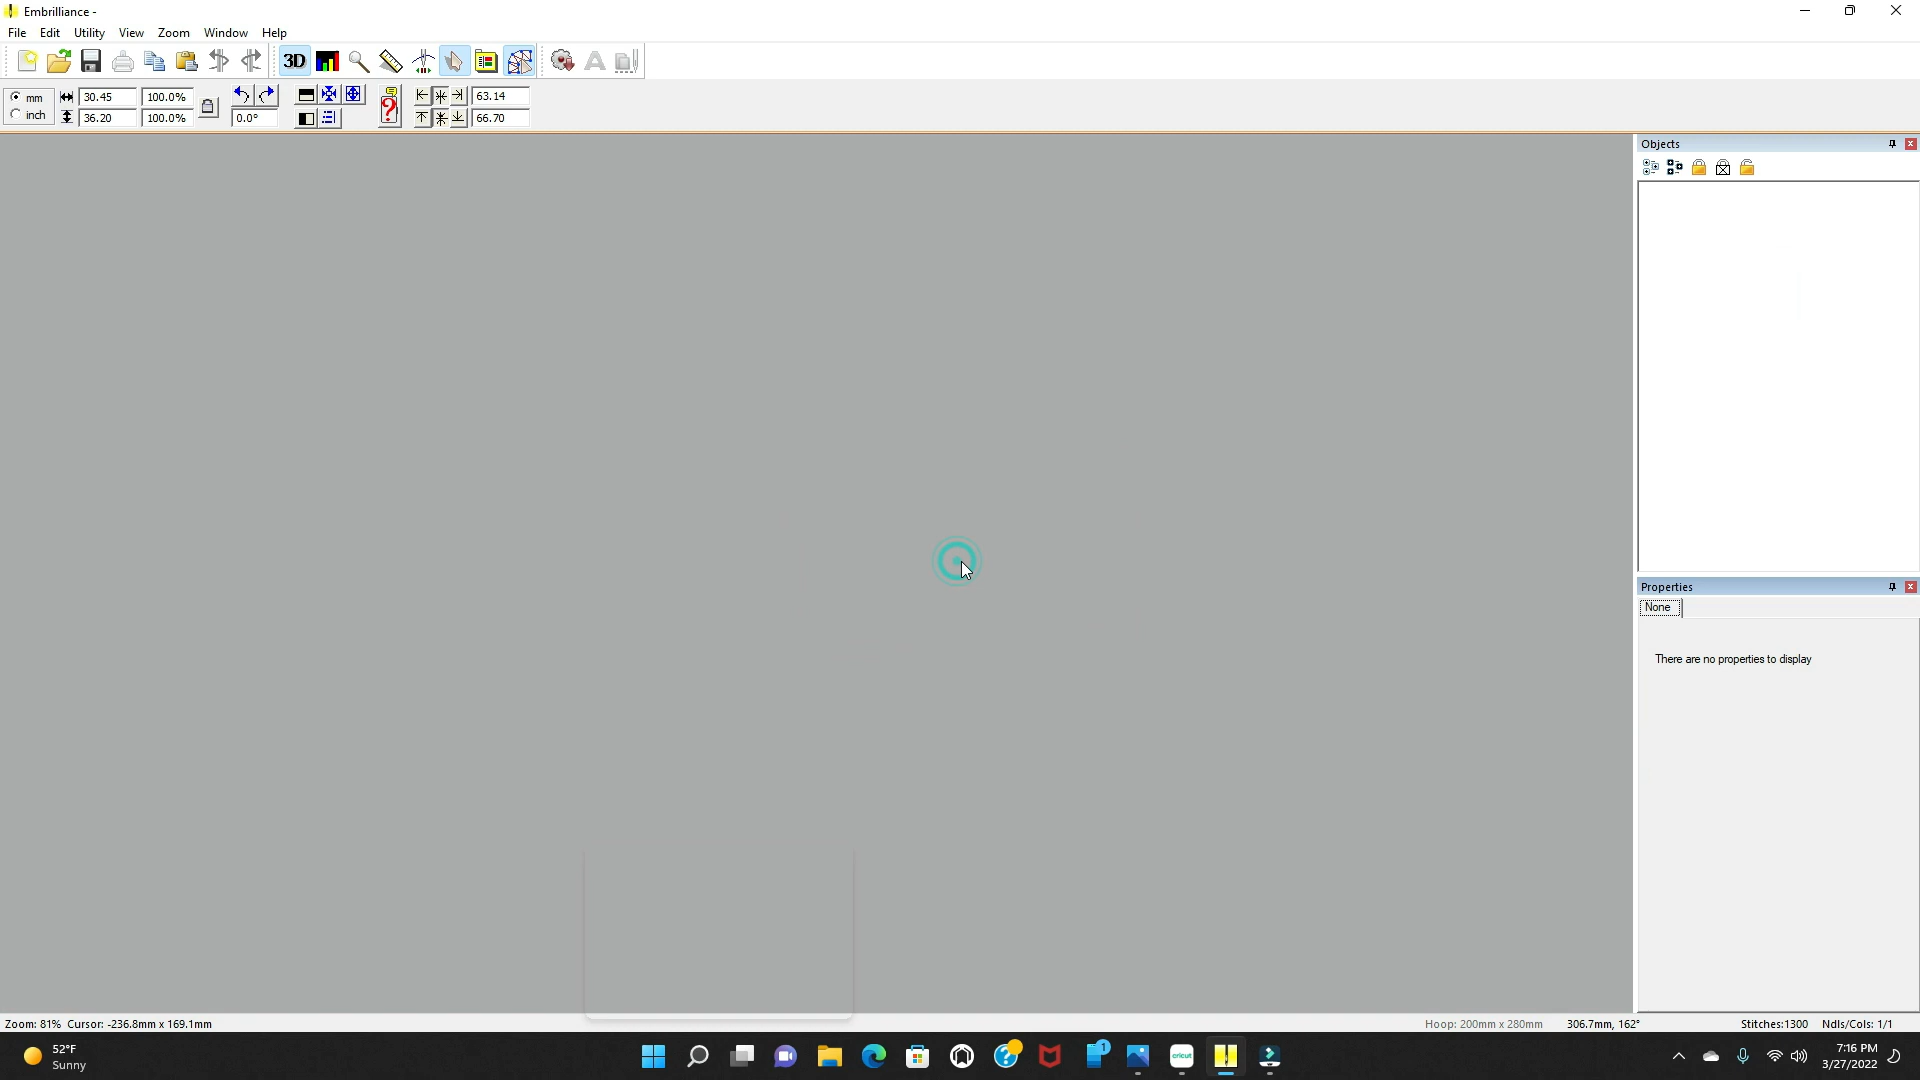 Embrilliance -
File Edit Utility View Zoom Window Help
3D
mm 30.45 100.0% 63.14
inch 36.20 100.0% 0.0° 66.70
Objects
Properties
None
There are no properties to display
Zoom: 81% Cursor: -236.8mm x 169.1mm Hoop: 200mm x 280mm 306.7mm, 162° Stitches:1300 Ndls/Cols: 1/1
52°F
Sunny
1
cricut
7:16 PM
3/27/2022